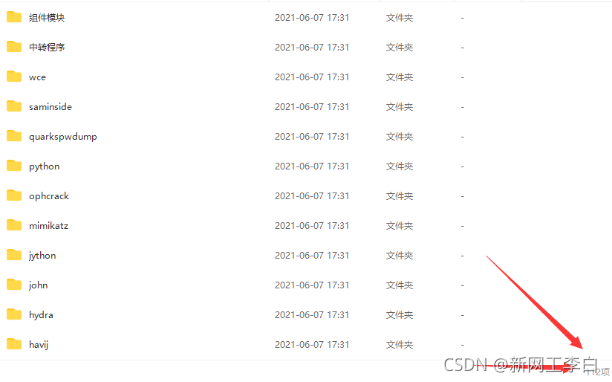 组件模块 2021-06-07 17:31 文件夹 -
中转程序 2021-06-07 17:31 文件夹 -
wce 2021-06-07 17:31 文件夹 -
saminside 2021-06-07 17:31 文件夹 -
quarkspwdump 2021-06-07 17:31 文件夹 -
python 2021-06-07 17:31 文件夹 -
ophcrack 2021-06-07 17:31 文件夹 -
mimikatz 2021-06-07 17:31 文件夹 -
jython 2021-06-07 17:31 文件夹 -
john 2021-06-07 17:31 文件夹 -
hydra 2021-06-07 17:31 文件夹 -
havij 2021-06-07 17:31 文件夹 -
CSDN @新网工李白
112项